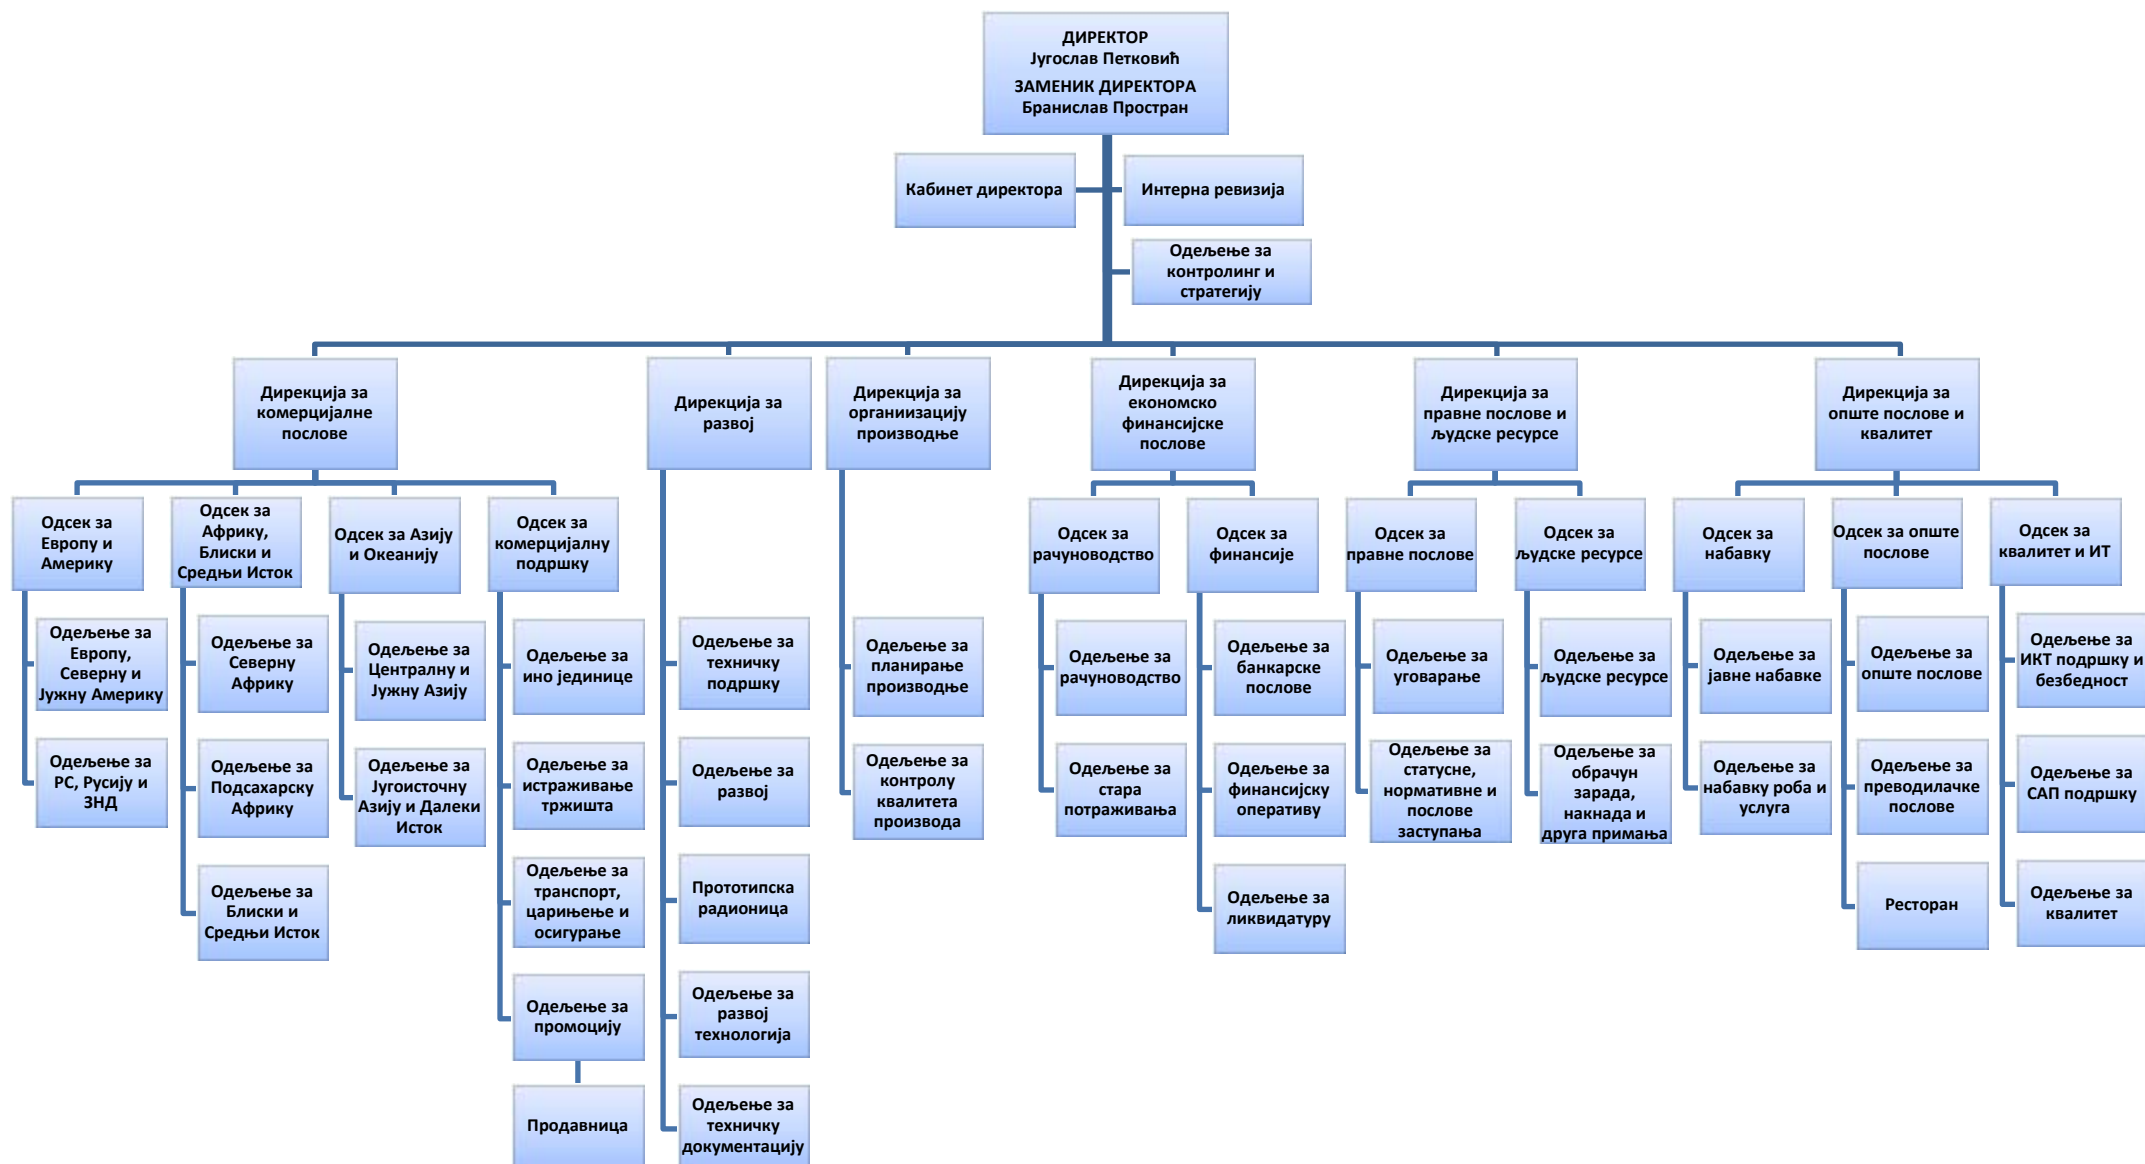 ДИРЕКТОР
Југослав Петковић
ЗАМЕНИК ДИРЕКТОРА
Бранислав Простран
Кабинет директора
Интерна ревизија
Одељење за
контролинг и
стратегију
Дирекција за
комерцијалне
послове
Дирекција за
развој
Дирекција за
органиизацију
производње
Дирекција за
економско
финансијске
послове
Дирекција за
правне послове и
људске ресурсе
Дирекција за
опште послове и
квалитет
Одсек за
Европу и
Америку
Одсек за
Африку,
Блиски и
Средњи Исток
Одсек за Азију
и Океанију
Одсек за
комерцијалну
подршку
Одсек за
рачуноводство
Одсек за
финансије
Одсек за
правне послове
Одсек за
људске ресурсе
Одсек за
набавку
Одсек за опште
послове
Одсек за
квалитет и ИТ
Одељење за
Европу,
Северну и
Јужну Америку
Одељење за
РС, Русију и
ЗНД
Одељење за
Северну
Африку
Одељење за
Подсахарску
Африку
Одељење за
Блиски и
Средњи Исток
Одељење за
Централну и
Јужну Азију
Одељење за
Југоисточну
Азију и Далеки
Исток
Одељење за
ино јединице
Одељење за
истраживање
тржишта
Одељење за
транспорт,
царињење и
осигурање
Одељење за
промоцију
Продавница
Одељење за
техничку
подршку
Одељење за
развој
Прототипска
радионица
Одељење за
развој
технологија
Одељење за
техничку
документацију
Одељење за
планирање
производње
Одељење за
контролу
квалитета
производа
Одељење за
рачуноводство
Одељење за
стара
потраживања
Одељење за
банкарске
послове
Одељење за
финансијску
оперативу
Одељење за
ликвидатуру
Одељење за
уговарање
Одељење за
статусне,
нормативне и
послове
заступања
Одељење за
људске ресурсе
Одељење за
обрачун
зарада,
накнада и
друга примања
Одељење за
јавне набавке
Одељење за
набавку роба и
услуга
Одељење за
опште послове
Одељење за
преводилачке
послове
Ресторан
Одељење за
ИКТ подршку и
безбедност
Одељење за
САП подршку
Одељење за
квалитет